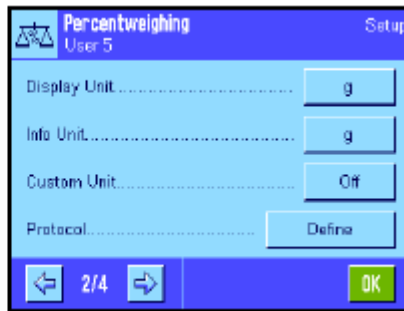 Percentweighing
User 5
Setup
Display Unit........................................ g
Info Unit............................................... g
Custom Unit........................................ Off
Protocol............................... Define
2/4
OK